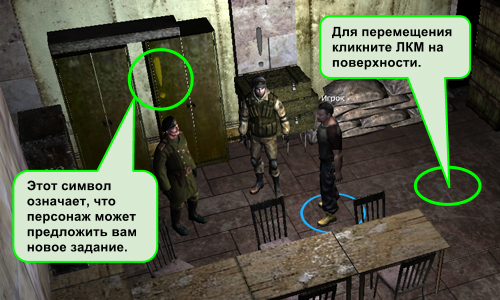 Для перемещения
кликните ЛКМ на
поверхности.
Игрок
Этот символ
означает, что
персонаж может
предложить вам
новое задание.